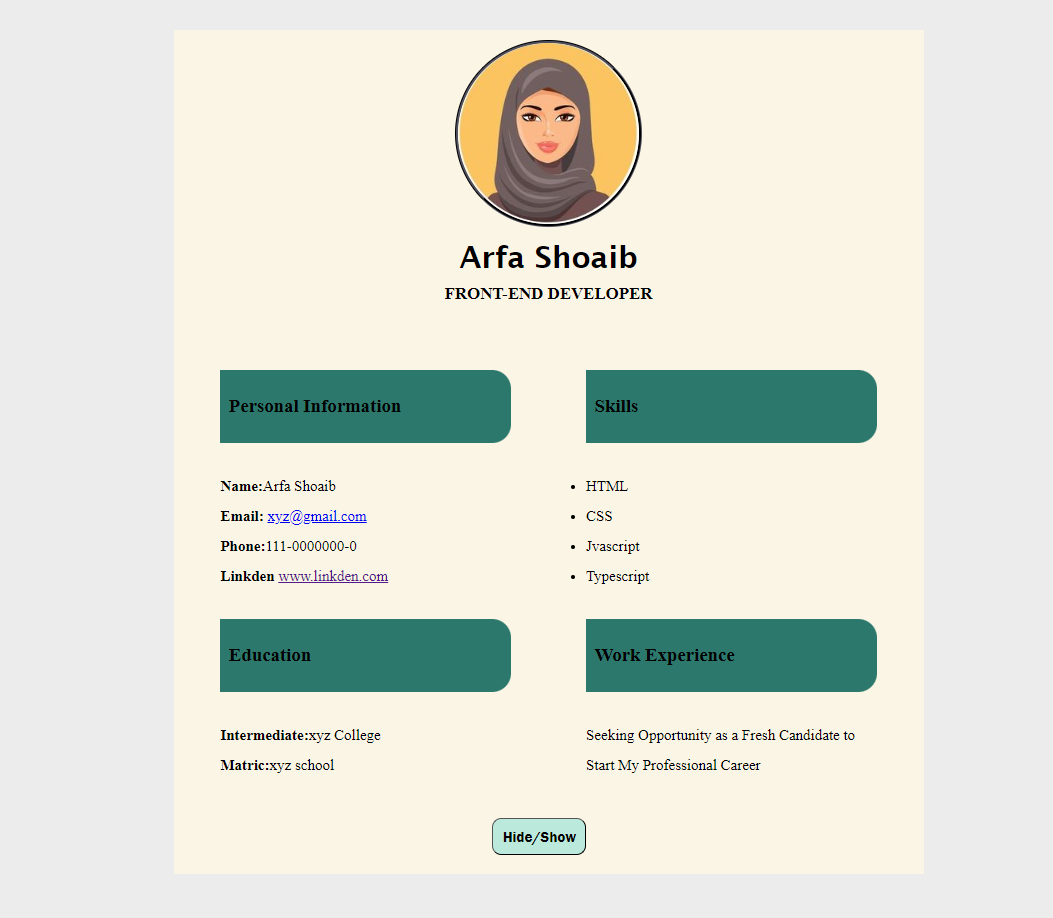 Arfa Shoaib
FRONT-END DEVELOPER
Personal Information
Name:Arfa Shoaib
Email: xyz@gmail.com
Phone:111-0000000-0
Linkden www.linkden.com
Skills
HTML
CSS
Jvascript
Typescript
Education
Intermediate:xyz College
Matric:xyz school
Work Experience
Seeking Opportunity as a Fresh Candidate to
Start My Professional Career
Hide/Show